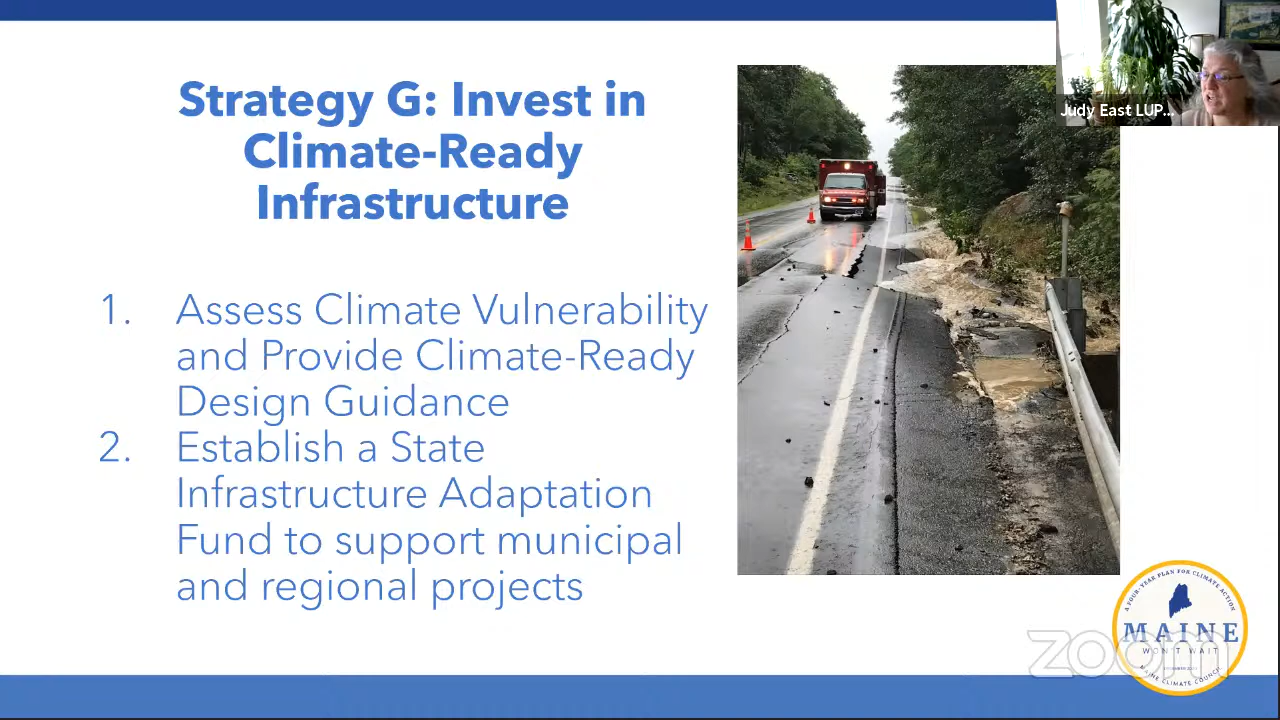 Strategy G: Invest in
Climate-Ready
Infrastructure
1. Assess Climate Vulnerability
and Provide Climate-Ready
Design Guidance
2. Establish a State
Infrastructure Adaptation
Fund to support municipal
and regional projects
Judy East LUP...
A FOUR-YEAR PLAN FOR CLIMATE ACTION
MAINE
WON'T WAIT
MAINE CLIMATE COUNCIL
zoom